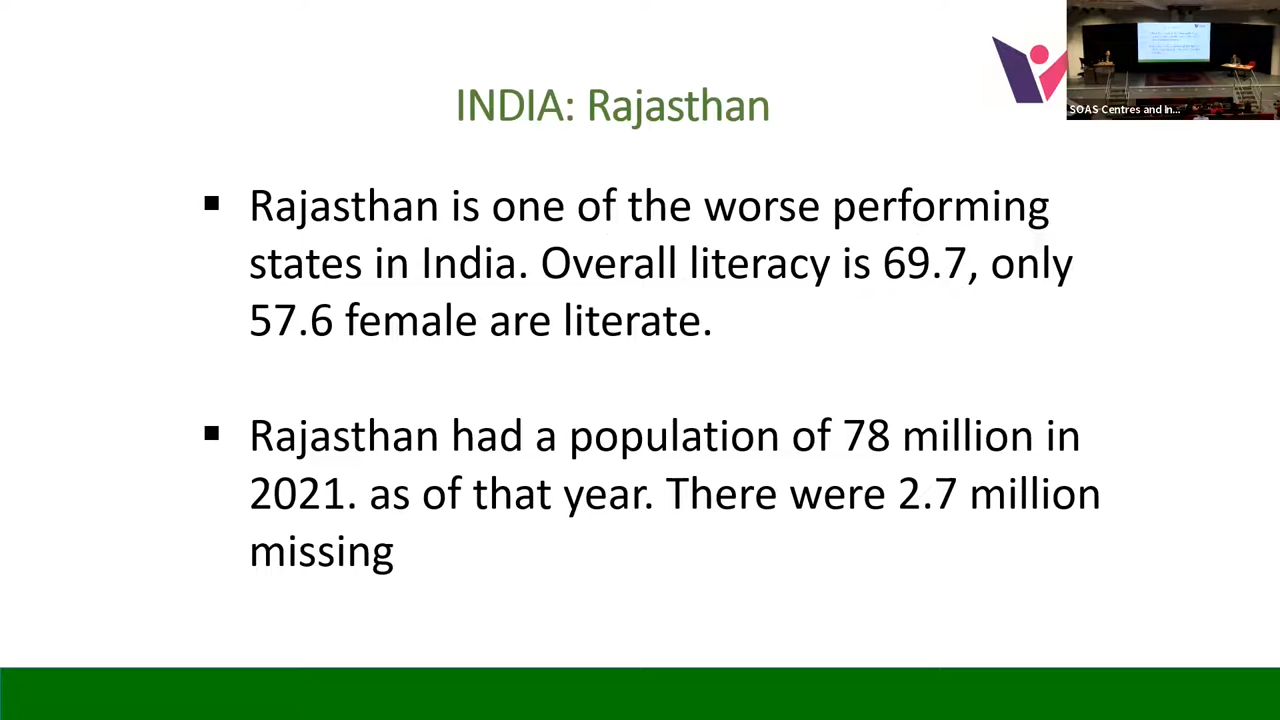 INDIA: Rajasthan
SOAS Centres and In...
▪ Rajasthan is one of the worse performing
states in India. Overall literacy is 69.7, only
57.6 female are literate.
▪ Rajasthan had a population of 78 million in
2021. as of that year. There were 2.7 million
missing